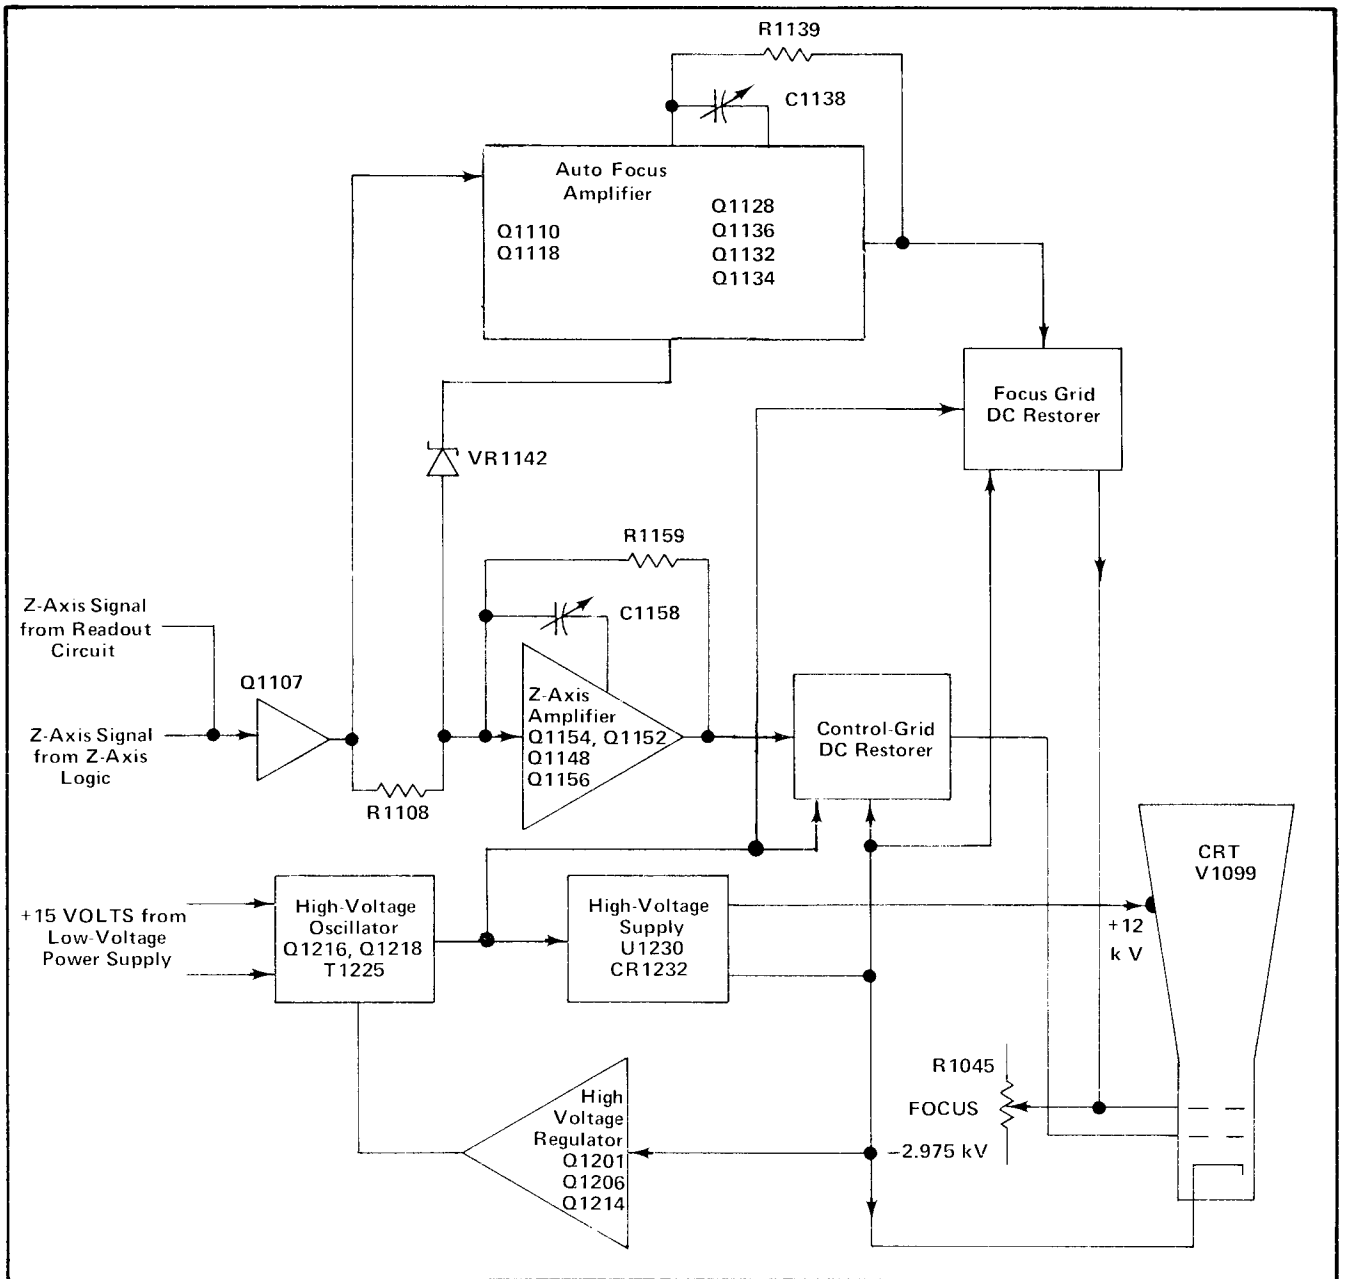 R1139
C1138
Auto Focus
Amplifier
Q1110
Q1118
Q1128
Q1136
Q1132
Q1134
Focus Grid
DC Restorer
VR1142
R1159
C1158
Z-Axis Signal
from Readout
Circuit
Q1107
Z-Axis Signal
from Z-Axis
Logic
R1108
Z-Axis
Amplifier
Q1154, Q1152
Q1148
Q1156
Control-Grid
DC Restorer
CRT
V1099
+15 VOLTS from
Low-Voltage
Power Supply
High-Voltage
Oscillator
Q1216, Q1218
T1225
High-Voltage
Supply
U1230
CR1232
+12
kV
R1045
FOCUS
−2.975 kV
High
Voltage
Regulator
Q1201
Q1206
Q1214